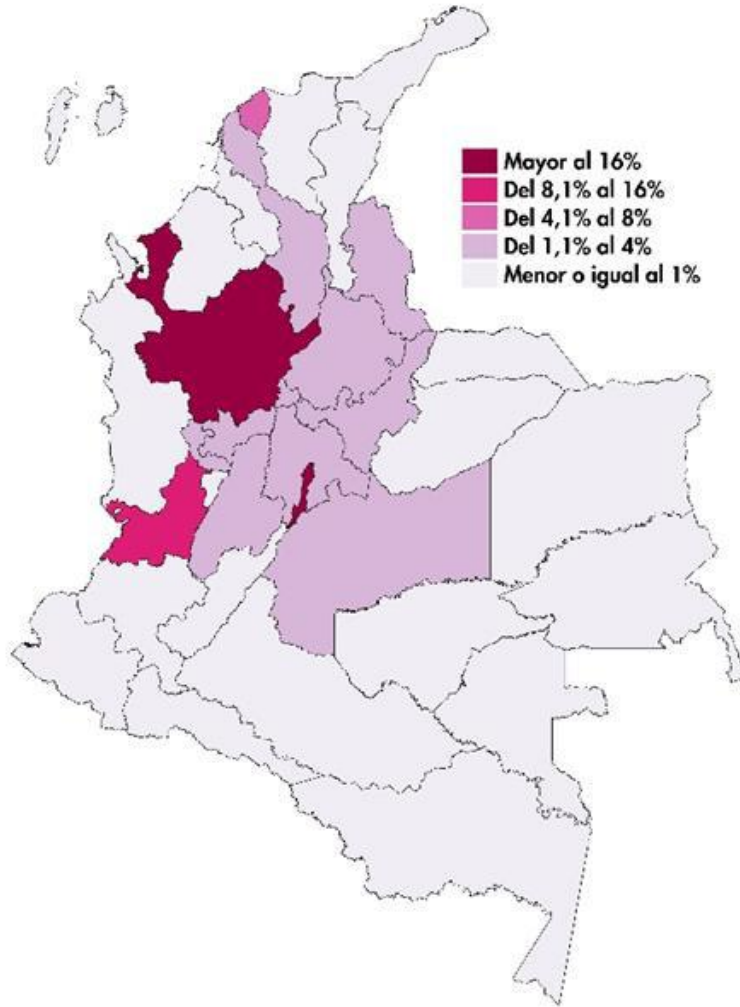 Mayor al 16%
Del 8,1% al 16%
Del 4,1% al 8%
Del 1,1% al 4%
Menor o igual al 1%